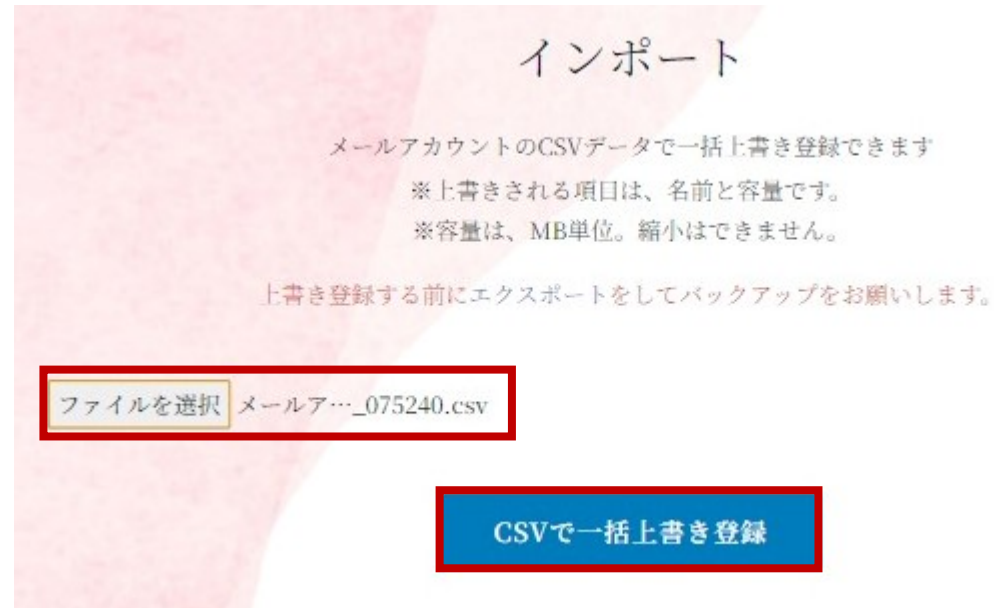 インポート
メールアカウントのCSVデータで一括上書き登録できます
※上書きされる項目は、名前と容量です。
※容量は、MB単位。縮小はできません。
上書き登録する前にエクスポートをしてバックアップをお願いします。
ファイルを選択 メールア…_075240.csv
CSVで一括上書き登録